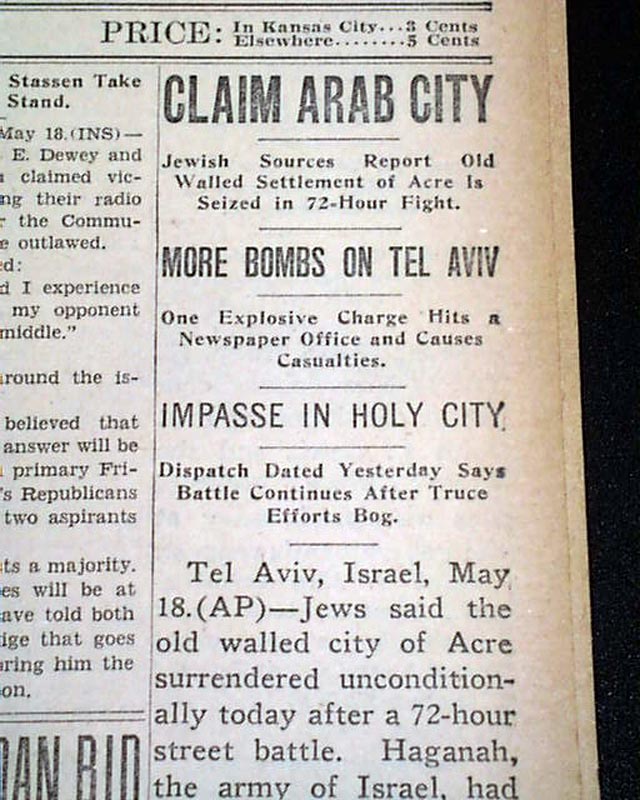 PRICE: In Kansas City...3 Cents
Elsewhere........5 Cents
Stassen Take
Stand.
May 18.(INS)—
E. Dewey and
claimed vic-
ng their radio
r the Commu-
e outlawed.
ed:
d I experience
my opponent
middle."
round the is-
believed that
answer will be
primary Fri-
's Republicans
two aspirants
ts a majority.
es will be at
ave told both
ige that goes
ring him the
on.
DAN BID
CLAIM ARAB CITY
Jewish Sources Report Old
Walled Settlement of Acre Is
Seized in 72-Hour Fight.
MORE BOMBS ON TEL AVIV
One Explosive Charge Hits a
Newspaper Office and Causes
Casualties.
IMPASSE IN HOLY CITY
Dispatch Dated Yesterday Says
Battle Continues After Truce
Efforts Bog.
Tel Aviv, Israel, May
18.(AP)—Jews said the
old walled city of Acre
surrendered uncondition-
ally today after a 72-hour
street battle. Haganah,
the army of Israel, had